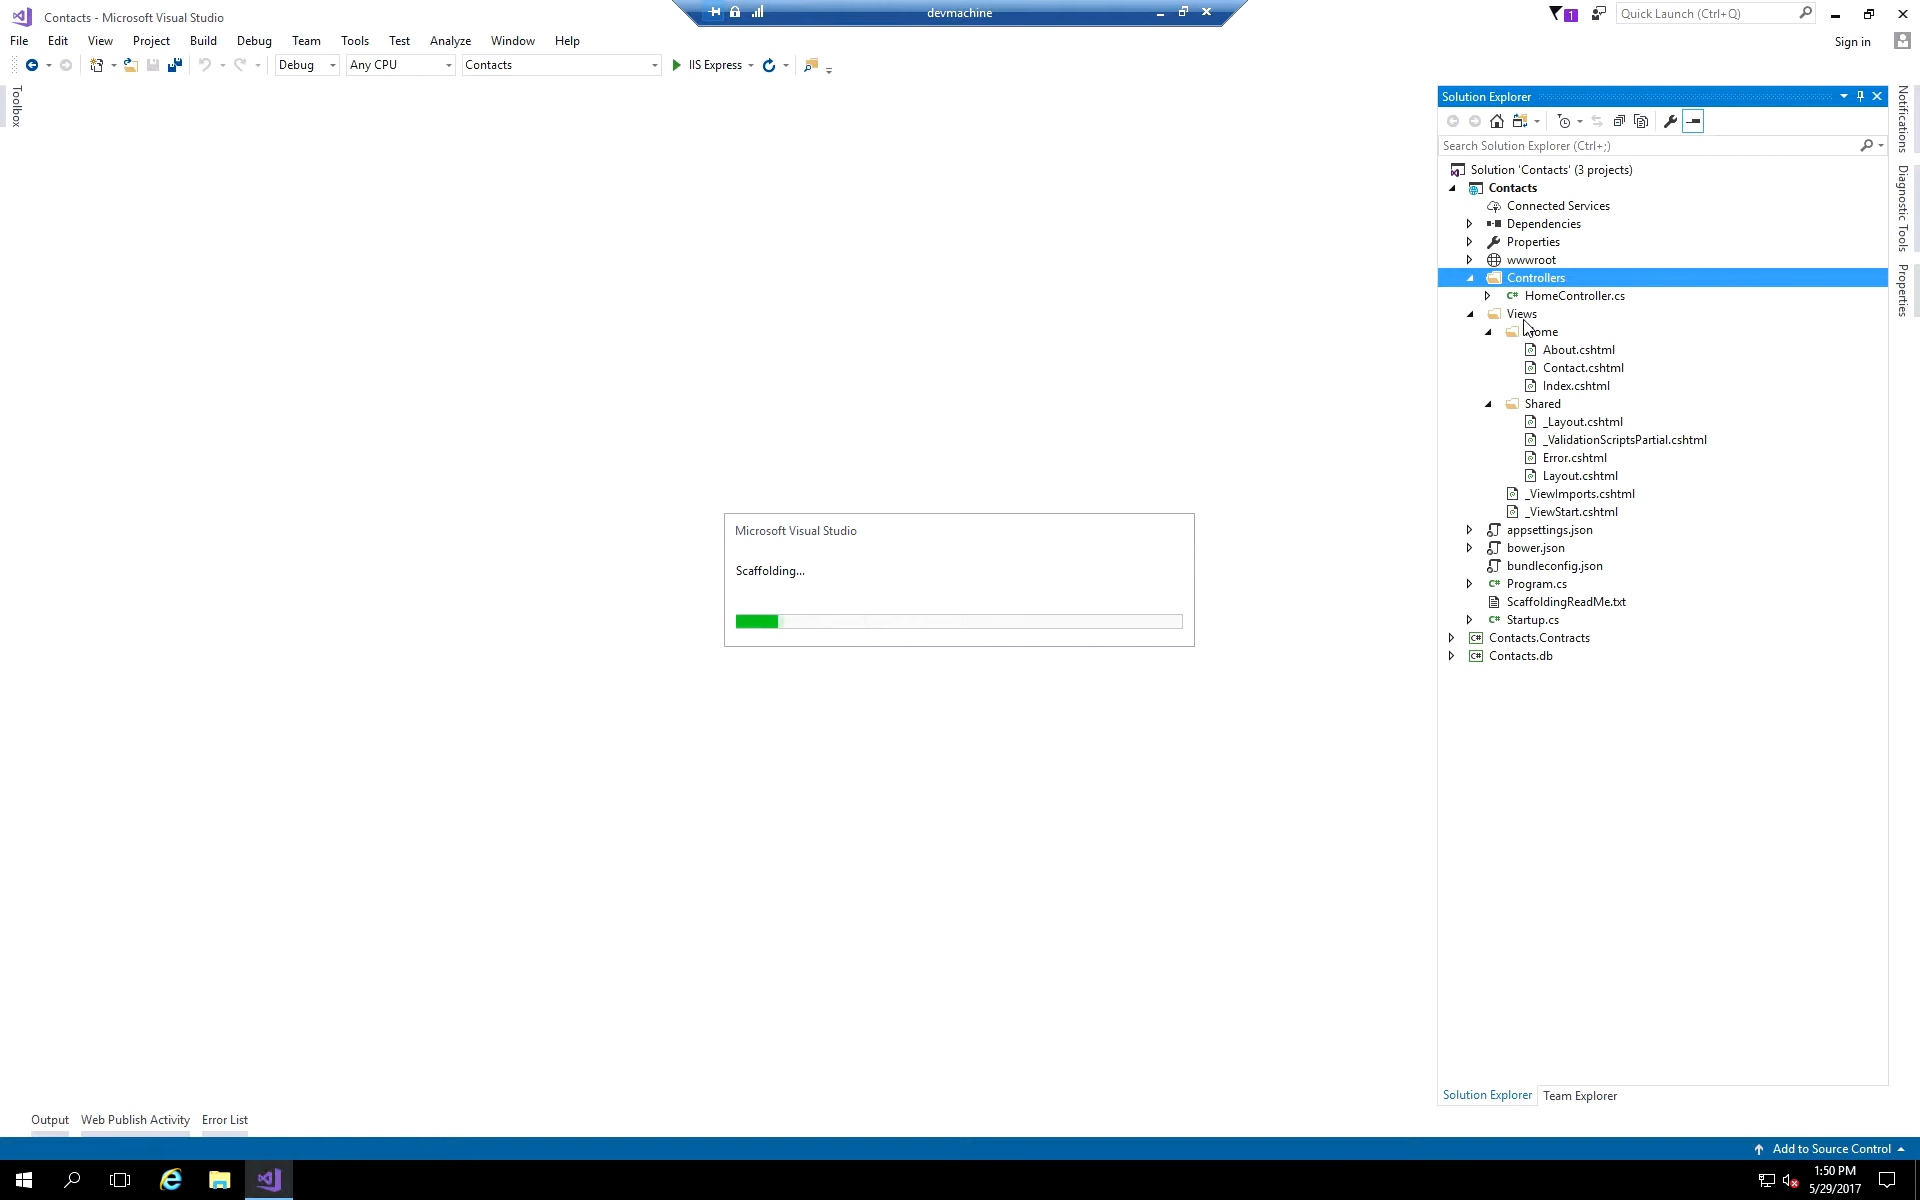 Contacts - Microsoft Visual Studio
devmachine
1
Quick Launch (Ctrl+Q)
File Edit View Project Build Debug Team Tools Test Analyze Window Help
Sign in
Debug Any CPU Contacts IIS Express
Toolbox
Solution Explorer
Search Solution Explorer (Ctrl+;)
Solution 'Contacts' (3 projects)
Contacts
Connected Services
Dependencies
Properties
wwwroot
Controllers
C# HomeController.cs
Views
ome
About.cshtml
Contact.cshtml
Index.cshtml
Shared
_Layout.cshtml
_ValidationScriptsPartial.cshtml
Error.cshtml
Layout.cshtml
_ViewImports.cshtml
_ViewStart.cshtml
appsettings.json
bower.json
bundleconfig.json
C# Program.cs
ScaffoldingReadMe.txt
C# Startup.cs
C# Contacts.Contracts
C# Contacts.db
Notifications
Diagnostic Tools
Properties
Microsoft Visual Studio
Scaffolding...
Solution Explorer Team Explorer
Output Web Publish Activity Error List
Add to Source Control
1:50 PM
5/29/2017